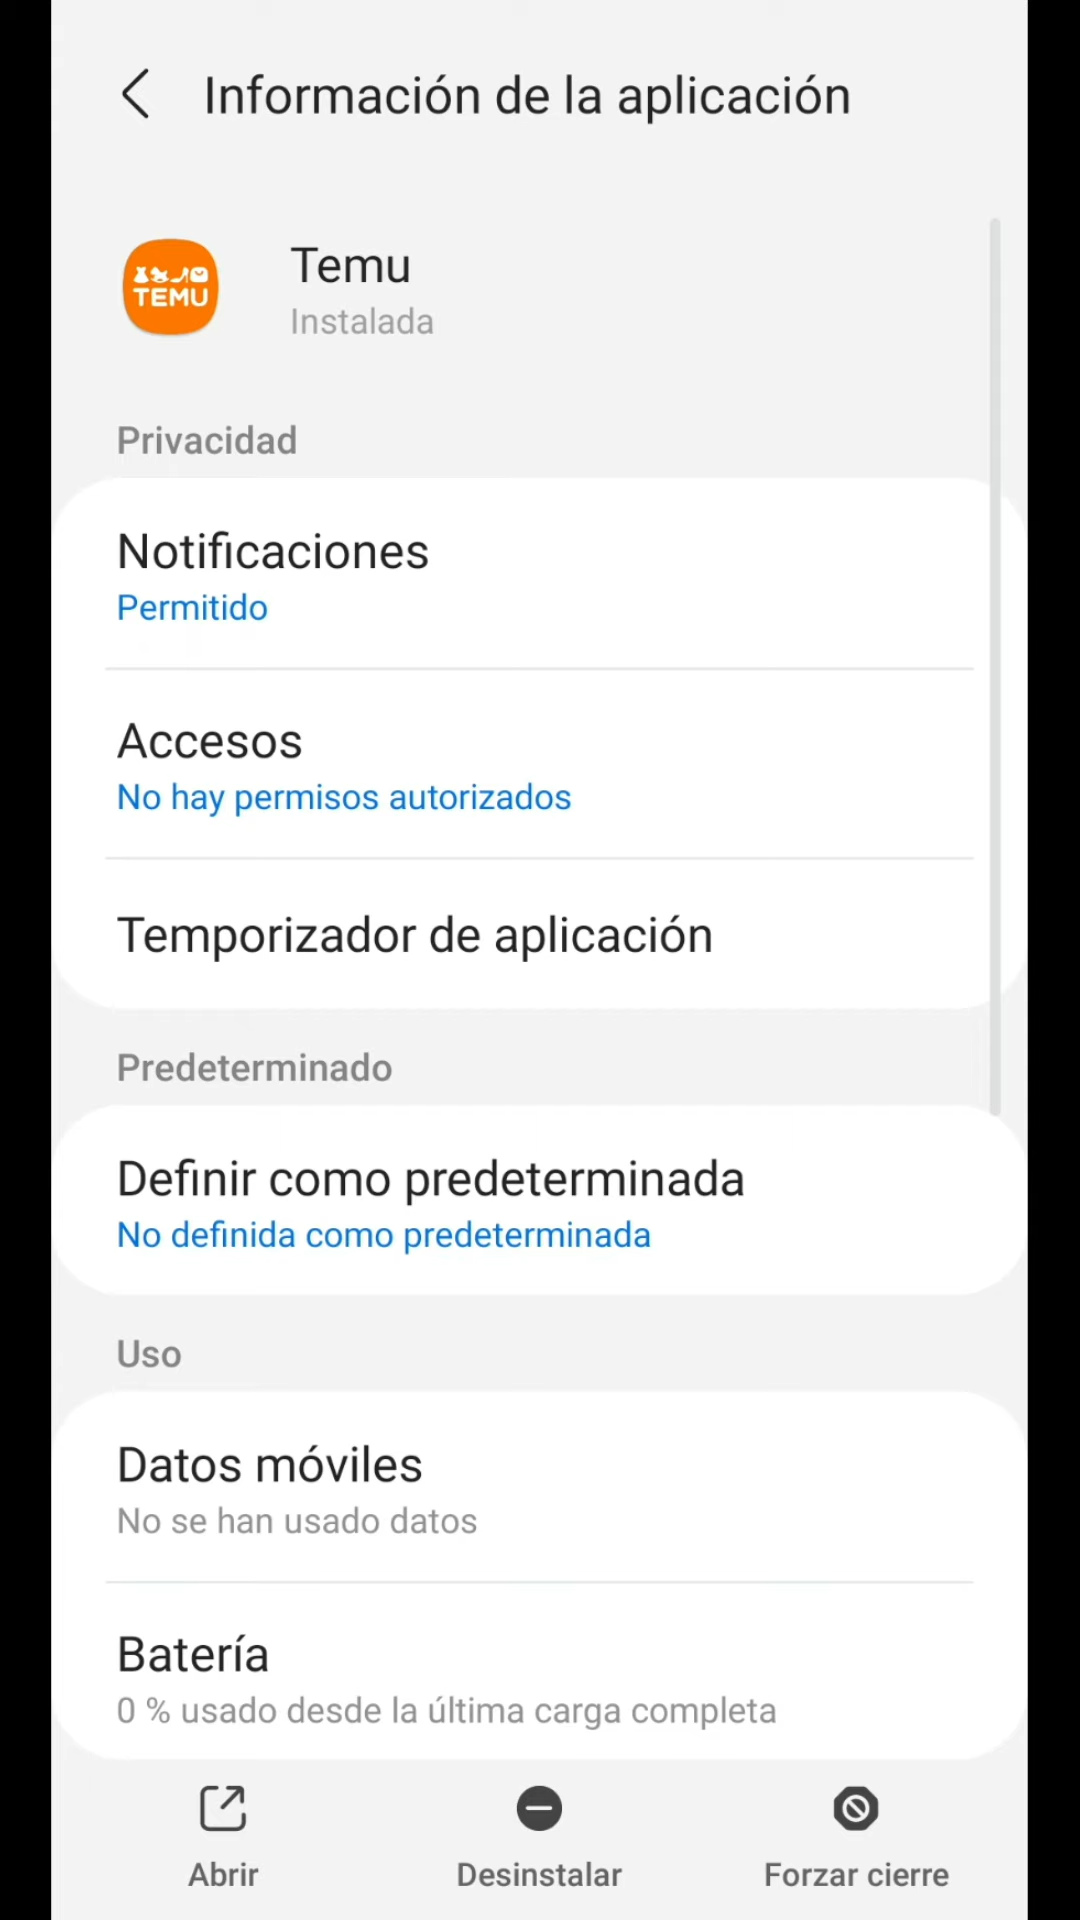 Información de la aplicación
TEMU
Temu
Instalada
Privacidad
Notificaciones
Permitido
Accesos
No hay permisos autorizados
Temporizador de aplicación
Predeterminado
Definir como predeterminada
No definida como predeterminada
Uso
Datos móviles
No se han usado datos
Batería
0 % usado desde la última carga completa
Abrir
Desinstalar
Forzar cierre